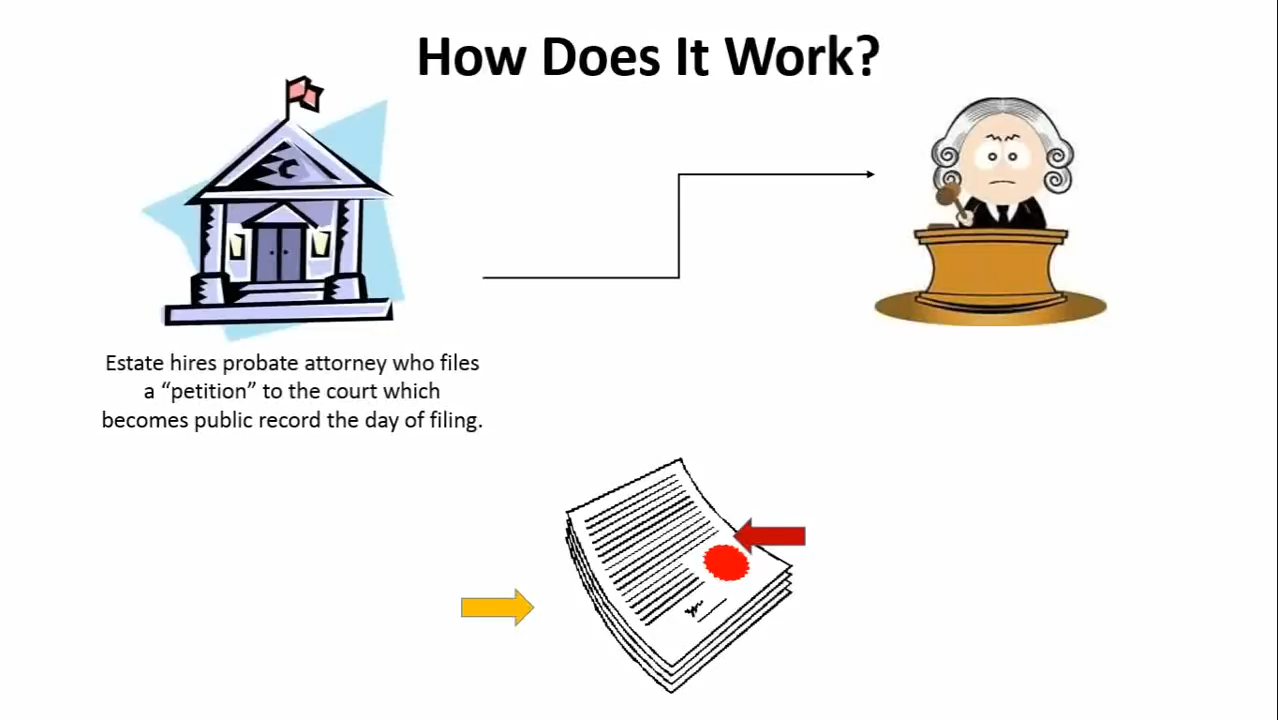 How Does It Work?
Estate hires probate attorney who files
a “petition” to the court which
becomes public record the day of filing.